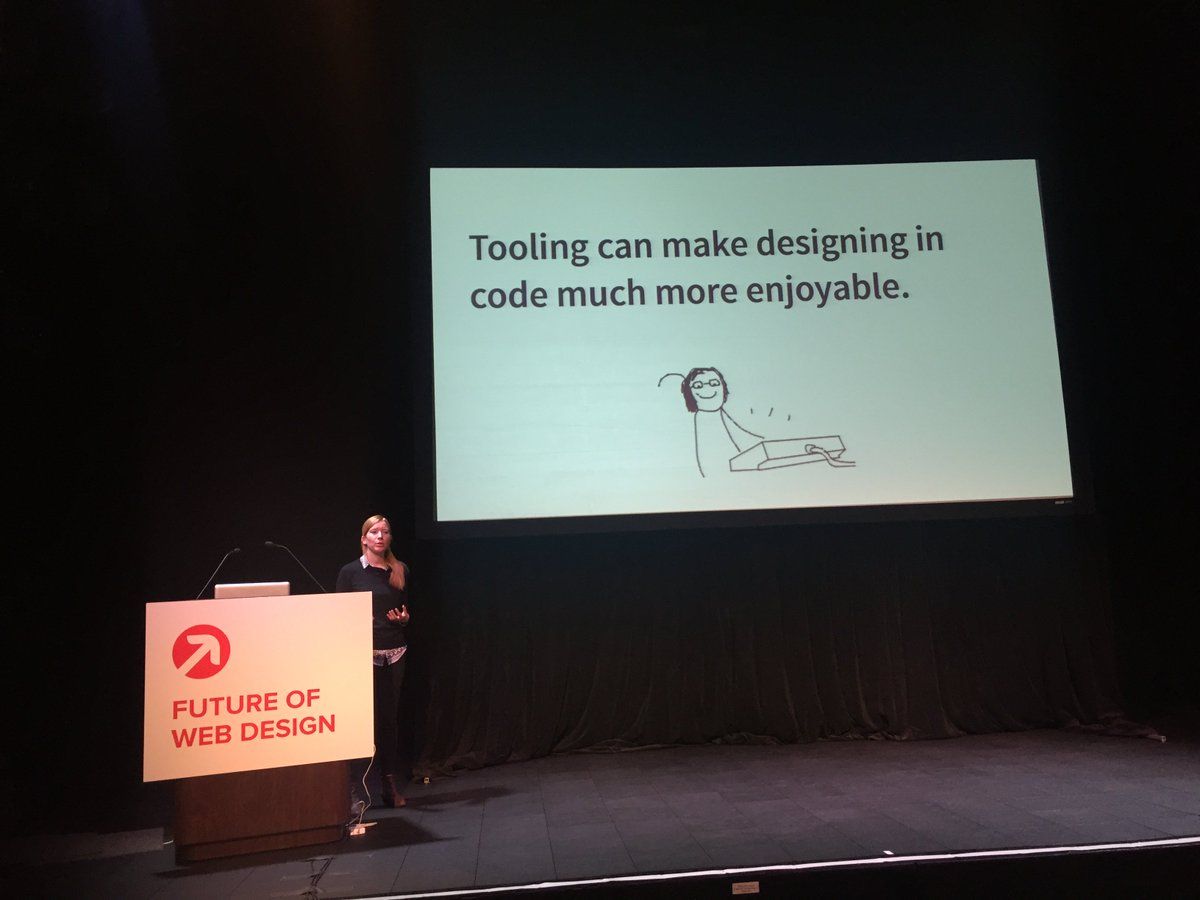 Tooling can make designing in
code much more enjoyable.
FUTURE OF
WEB DESIGN